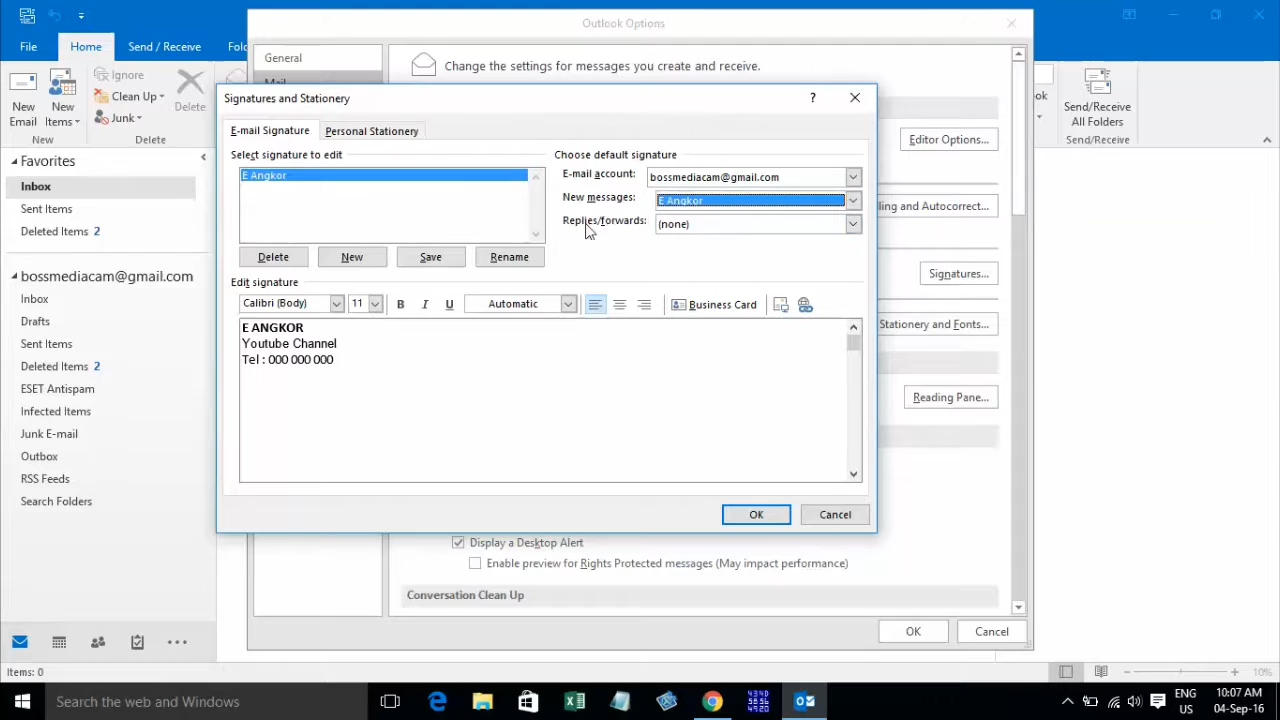 Outlook Options
File
Home
Send / Receive
Fol
New
Email
New
Items
New
Ignore
Clean Up
Junk
Delete
Delete
ok
Send/Receive
All Folders
Send/Receive
General
Mail
Change the settings for messages you create and receive.
Editor Options...
lling and Autocorrect...
Signatures...
Stationery and Fonts...
Reading Pane...
Signatures and Stationery
?
E-mail Signature
Personal Stationery
Select signature to edit
E Angkor
Delete
New
Save
Rename
Choose default signature
E-mail account:
bossmediacam@gmail.com
New messages:
E Angkor
Replies/forwards:
(none)
Edit signature
Calibri (Body)
11
B
I
U
Automatic
Business Card
E ANGKOR
Youtube Channel
Tel : 000 000 000
OK
Cancel
Display a Desktop Alert
Enable preview for Rights Protected messages (May impact performance)
Conversation Clean Up
OK
Cancel
Favorites
Inbox
Sent Items
Deleted Items 2
bossmediacam@gmail.com
Inbox
Drafts
Sent Items
Deleted Items 2
ESET Antispam
Infected Items
Junk E-mail
Outbox
RSS Feeds
Search Folders
Items: 0
10%
Search the web and Windows
ENG
US
10:07 AM
04-Sep-16